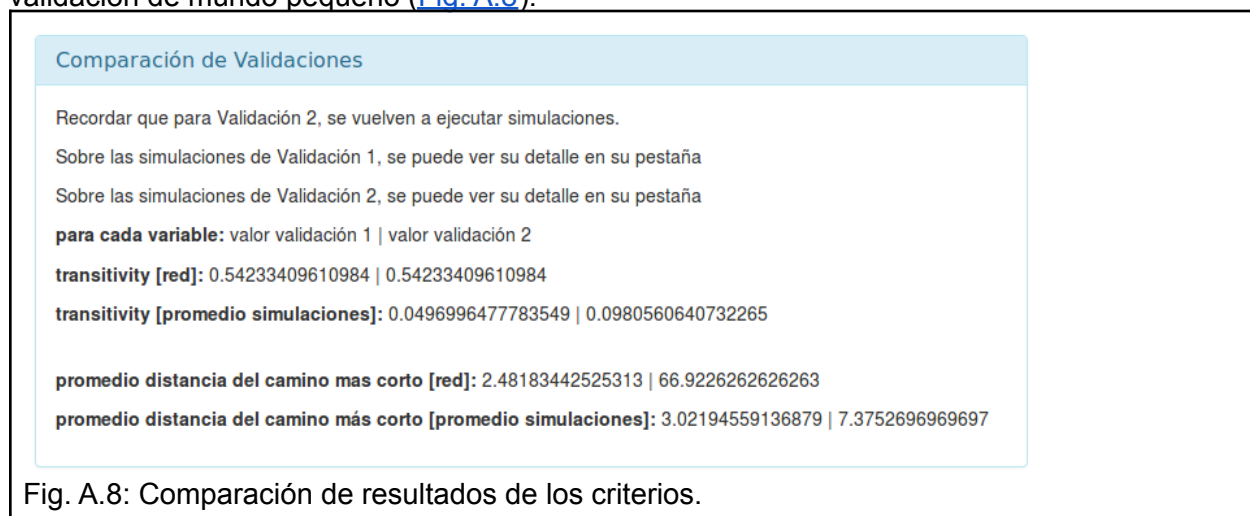 validación de mundo pequeño (Fig. A.8).
Comparación de Validaciones
Recordar que para Validación 2, se vuelven a ejecutar simulaciones.
Sobre las simulaciones de Validación 1, se puede ver su detalle en su pestaña
Sobre las simulaciones de Validación 2, se puede ver su detalle en su pestaña
para cada variable: valor validación 1 | valor validación 2
transitivity [red]: 0.54233409610984 | 0.54233409610984
transitivity [promedio simulaciones]: 0.0496996477783549 | 0.0980560640732265
promedio distancia del camino mas corto [red]: 2.48183442525313 | 66.9226262626263
promedio distancia del camino más corto [promedio simulaciones]: 3.02194559136879 | 7.3752696969697
Fig. A.8: Comparación de resultados de los criterios.